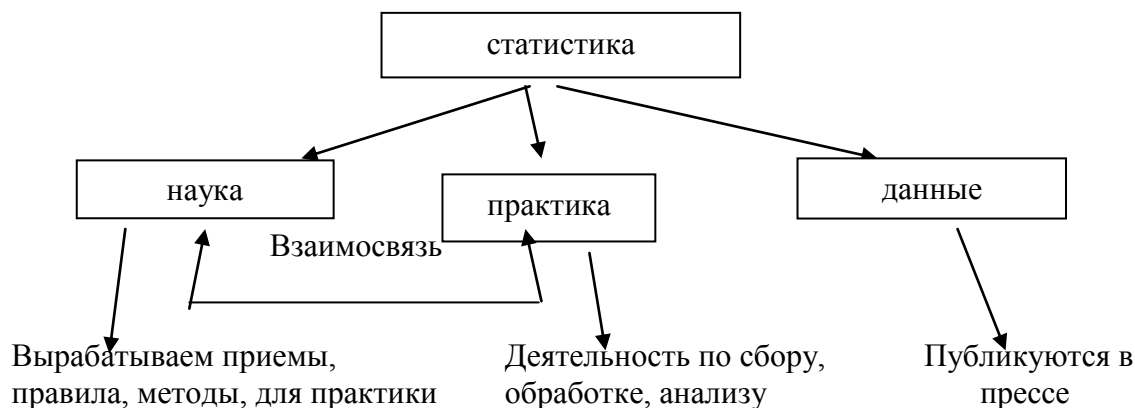 статистика
наука
практика
данные
Взаимосвязь
Вырабатываем приемы,
правила, методы, для практики
Деятельность по сбору,
обработке, анализу
Публикуются в
прессе